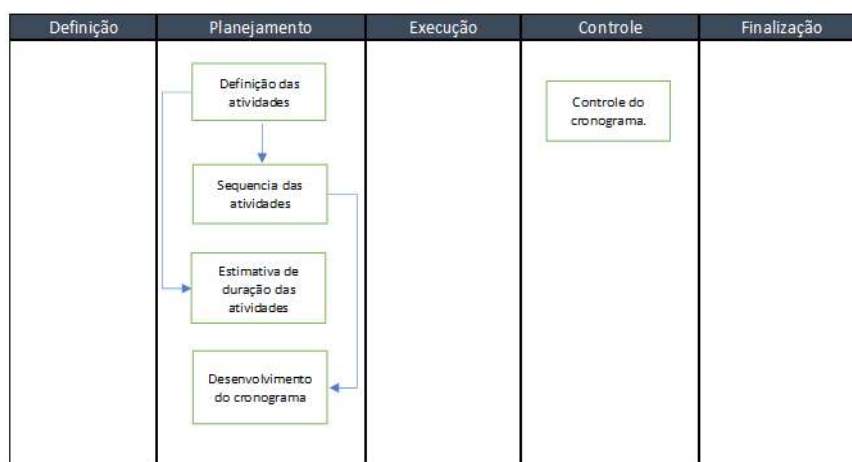 Definição Planejamento Execução Controle Finalização
Definição das
atividades
Controle do
cronograma.
Sequencia das
atividades
Estimativa de
duração das
atividades
Desenvolvimento
do cronograma